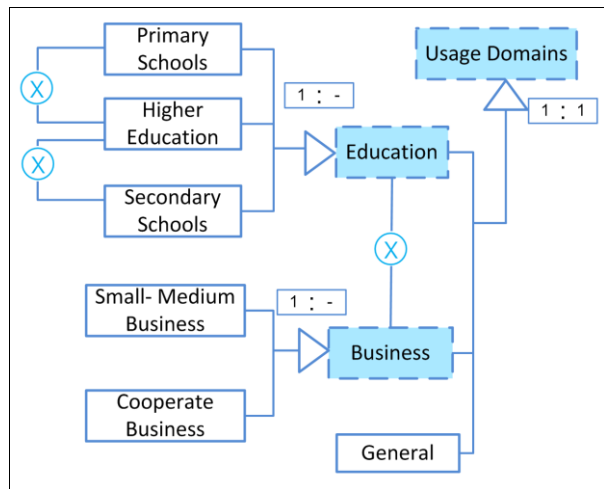 Primary
Schools
Usage Domains
X
1 : -
1 : 1
Higher
Education
Education
X
Secondary
Schools
X
Small- Medium
Business
1 : -
Business
Cooperate
Business
General